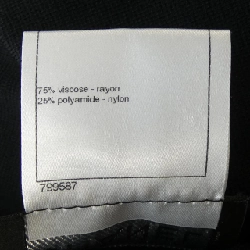 75% viscose - rayon
25% polyamide - nylon
799587